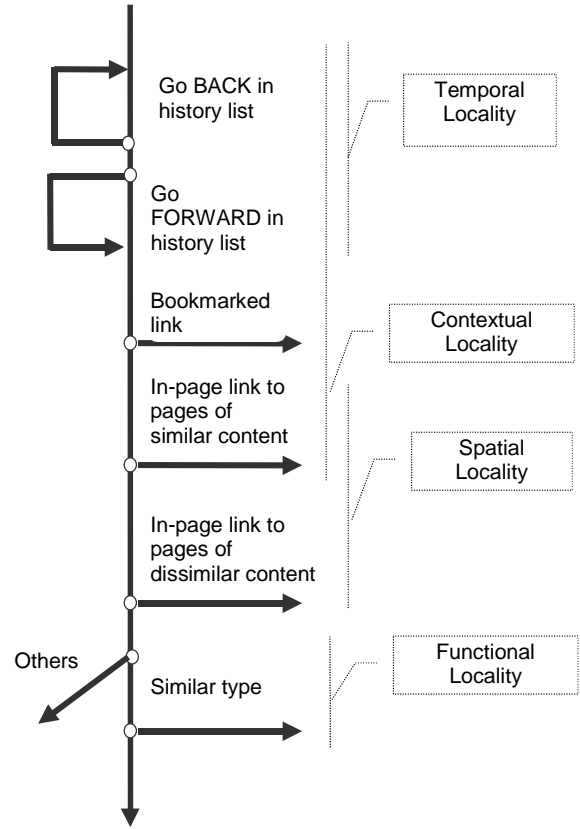 Go BACK in
history list
Temporal
Locality
Go
FORWARD in
history list
Bookmarked
link
Contextual
Locality
In-page link to
pages of
similar content
Spatial
Locality
In-page link to
pages of
dissimilar content
Others
Functional
Locality
Similar type